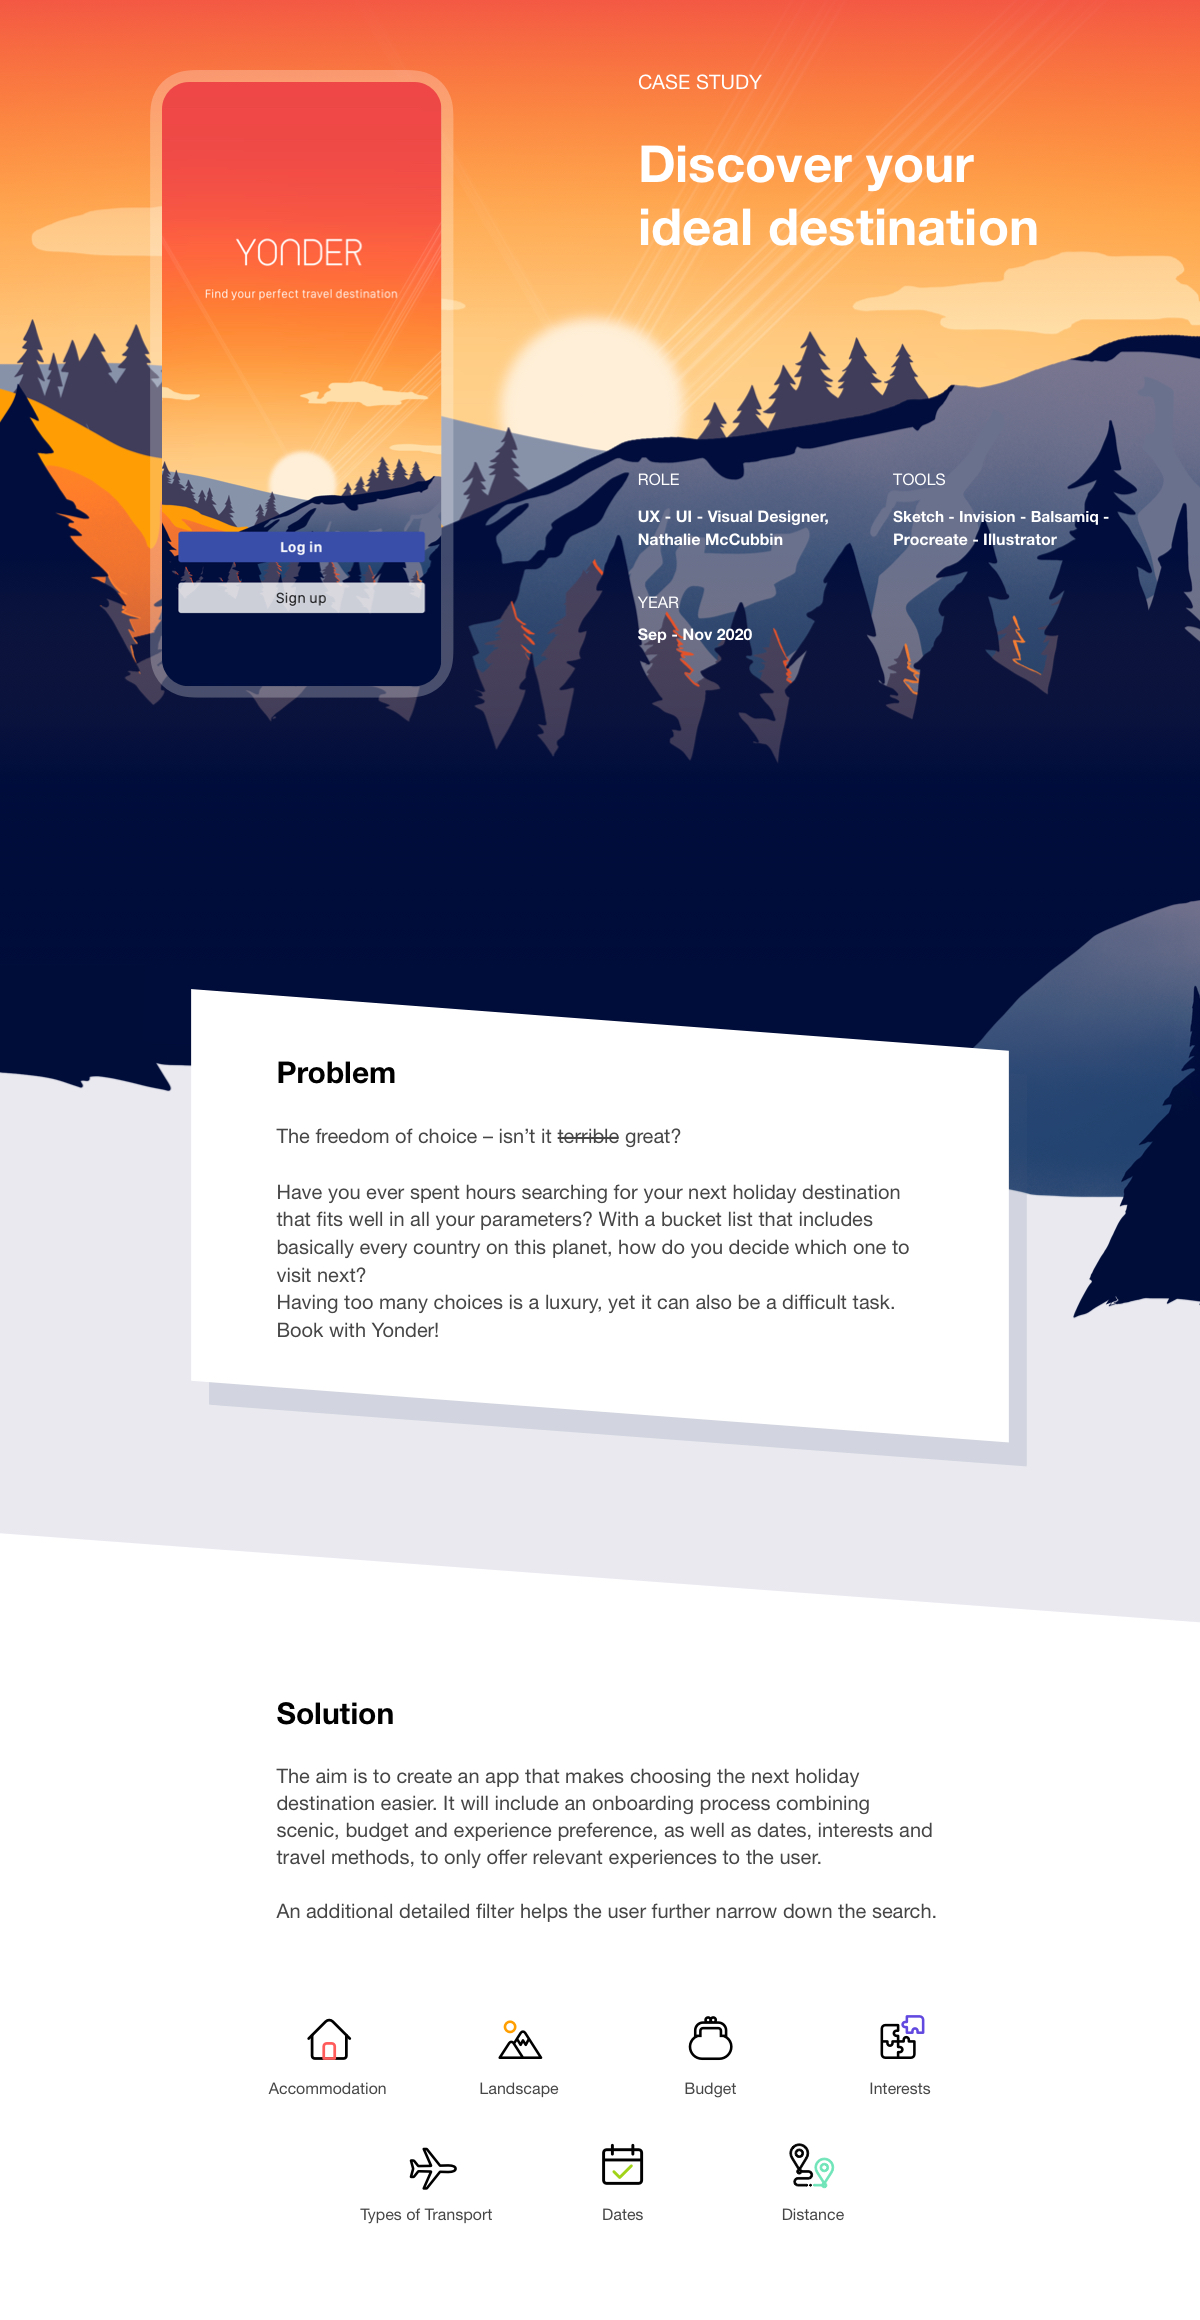 CASE STUDY
Discover your
ideal destination
YONDER
Find your perfect travel destination
Log in
Sign up
ROLE
UX - UI - Visual Designer,
Nathalie McCubbin
TOOLS
Sketch - Invision - Balsamiq -
Procreate - Illustrator
YEAR
Sep - Nov 2020
Problem
The freedom of choice – isn’t it terrible great?
Have you ever spent hours searching for your next holiday destination
that fits well in all your parameters? With a bucket list that includes
basically every country on this planet, how do you decide which one to
visit next?
Having too many choices is a luxury, yet it can also be a difficult task.
Book with Yonder!
Solution
The aim is to create an app that makes choosing the next holiday
destination easier. It will include an onboarding process combining
scenic, budget and experience preference, as well as dates, interests and
travel methods, to only offer relevant experiences to the user.
An additional detailed filter helps the user further narrow down the search.
Accommodation
Landscape
Budget
Interests
Types of Transport
Dates
Distance